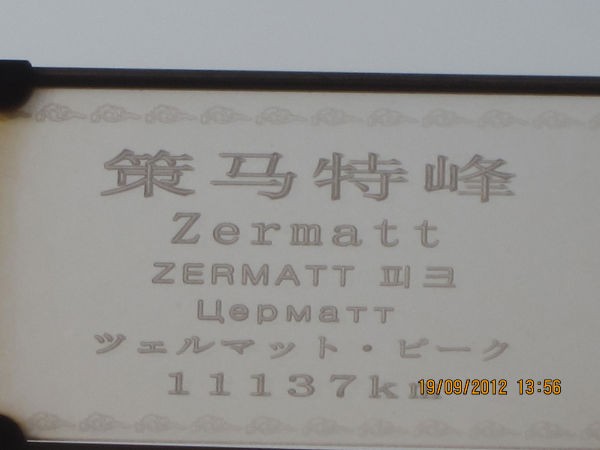 策马特峰
Zermatt
ZERMATT 피크
Церматт
ツェルマット・ピーク
11137km
19/09/2012 13:56